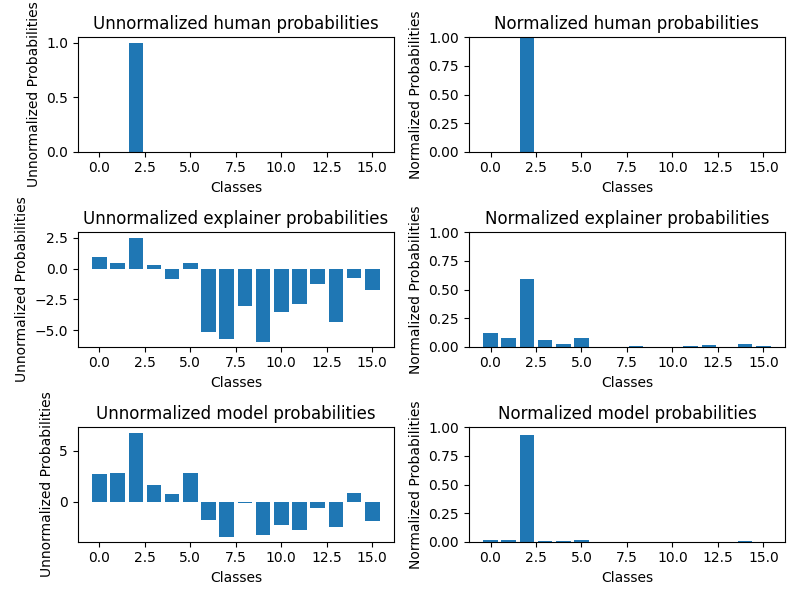 Unnormalized human probabilities
Unnormalized Probabilities
1.0
0.5
0.0
0.0 2.5 5.0 7.5 10.0 12.5 15.0
Classes
Normalized human probabilities
Normalized Probabilities
1.00
0.75
0.50
0.25
0.00
0.0 2.5 5.0 7.5 10.0 12.5 15.0
Classes
Unnormalized explainer probabilities
Unnormalized Probabilities
2.5
0.0
−2.5
−5.0
0.0 2.5 5.0 7.5 10.0 12.5 15.0
Classes
Normalized explainer probabilities
Normalized Probabilities
1.00
0.75
0.50
0.25
0.00
0.0 2.5 5.0 7.5 10.0 12.5 15.0
Classes
Unnormalized model probabilities
Unnormalized Probabilities
5
0
0.0 2.5 5.0 7.5 10.0 12.5 15.0
Classes
Normalized model probabilities
Normalized Probabilities
1.00
0.75
0.50
0.25
0.00
0.0 2.5 5.0 7.5 10.0 12.5 15.0
Classes